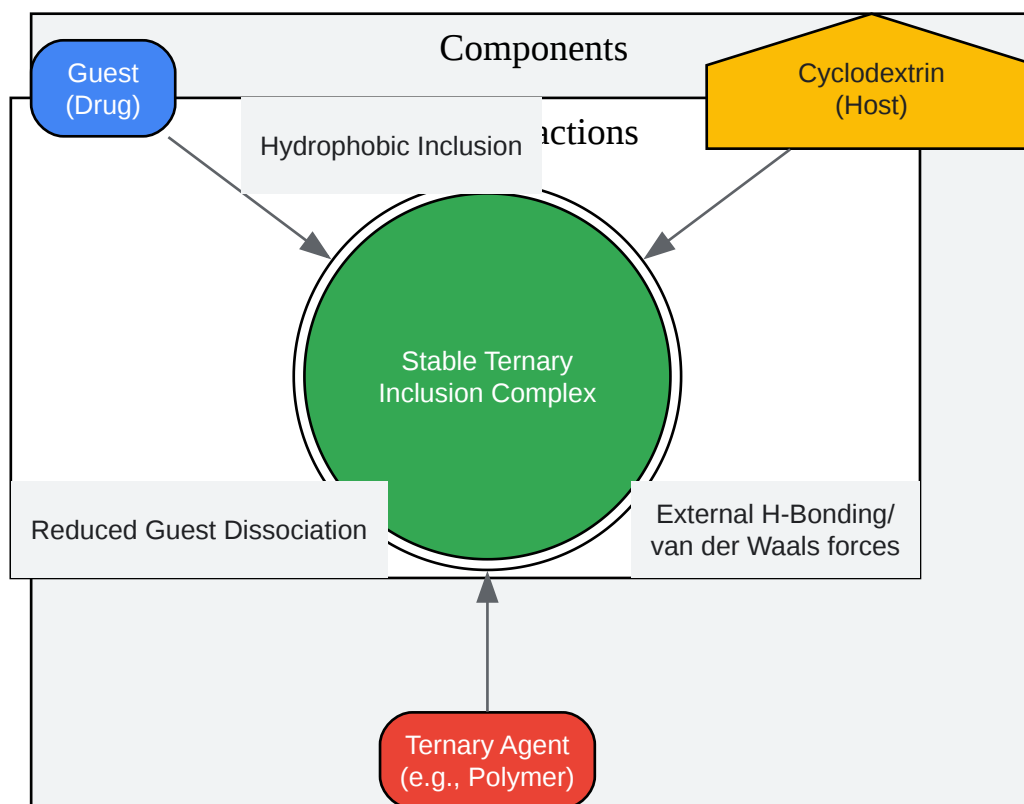 Components
Guest
(Drug)
Cyclodextrin
(Host)
Hydrophobic Inclusion
actions
Stable Ternary
Inclusion Complex
Reduced Guest Dissociation
External H-Bonding/
van der Waals forces
Ternary Agent
(e.g., Polymer)